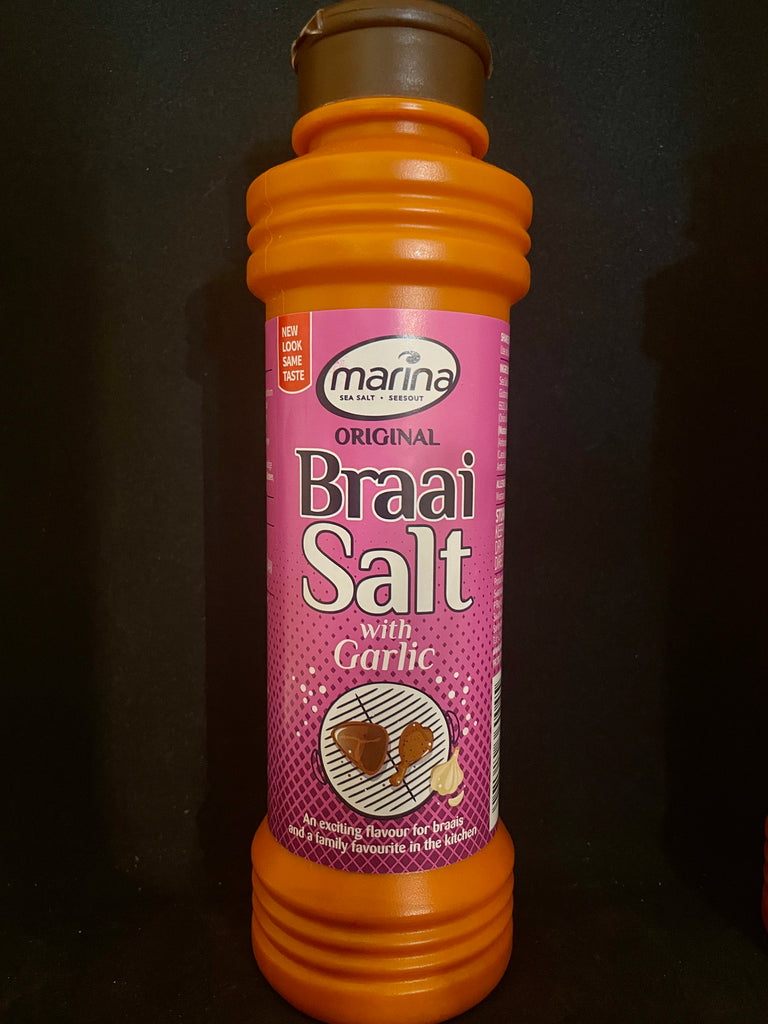 NEW
LOOK
SAME
TASTE
marina
SEA SALT • SEESOUT
ORIGINAL
Braai
Salt
with
Garlic
An exciting flavour for braais
and a family favourite in the kitchen